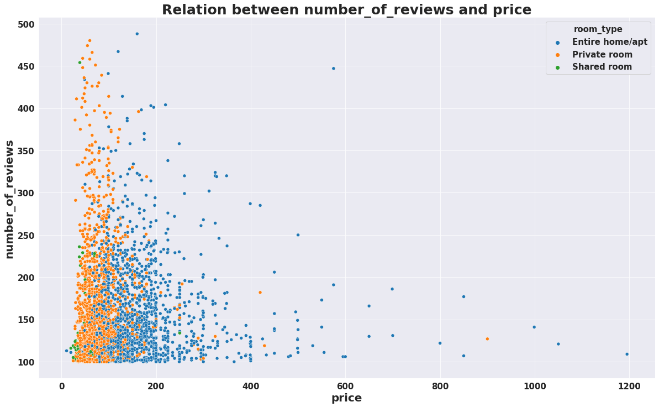 Relation between number_of_reviews and price
room_type
Entire home/apt
Private room
Shared room
500
450
400
350
300
250
200
150
100
number_of_reviews
0
200
400
600
800
1000
1200
price